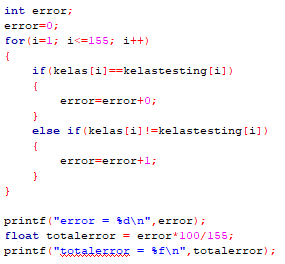 int error;
error=0;
for(i=1; i<=155; i++)
{
if(kelas[i]==kelastesting[i])
{
error=error+0;
}
else if(kelas[i]!=kelastesting[i])
{
error=error+1;
}
}
printf("error = %d\n",error);
float totalerror = error*100/155;
printf("totalerror = %f\n",totalerror);